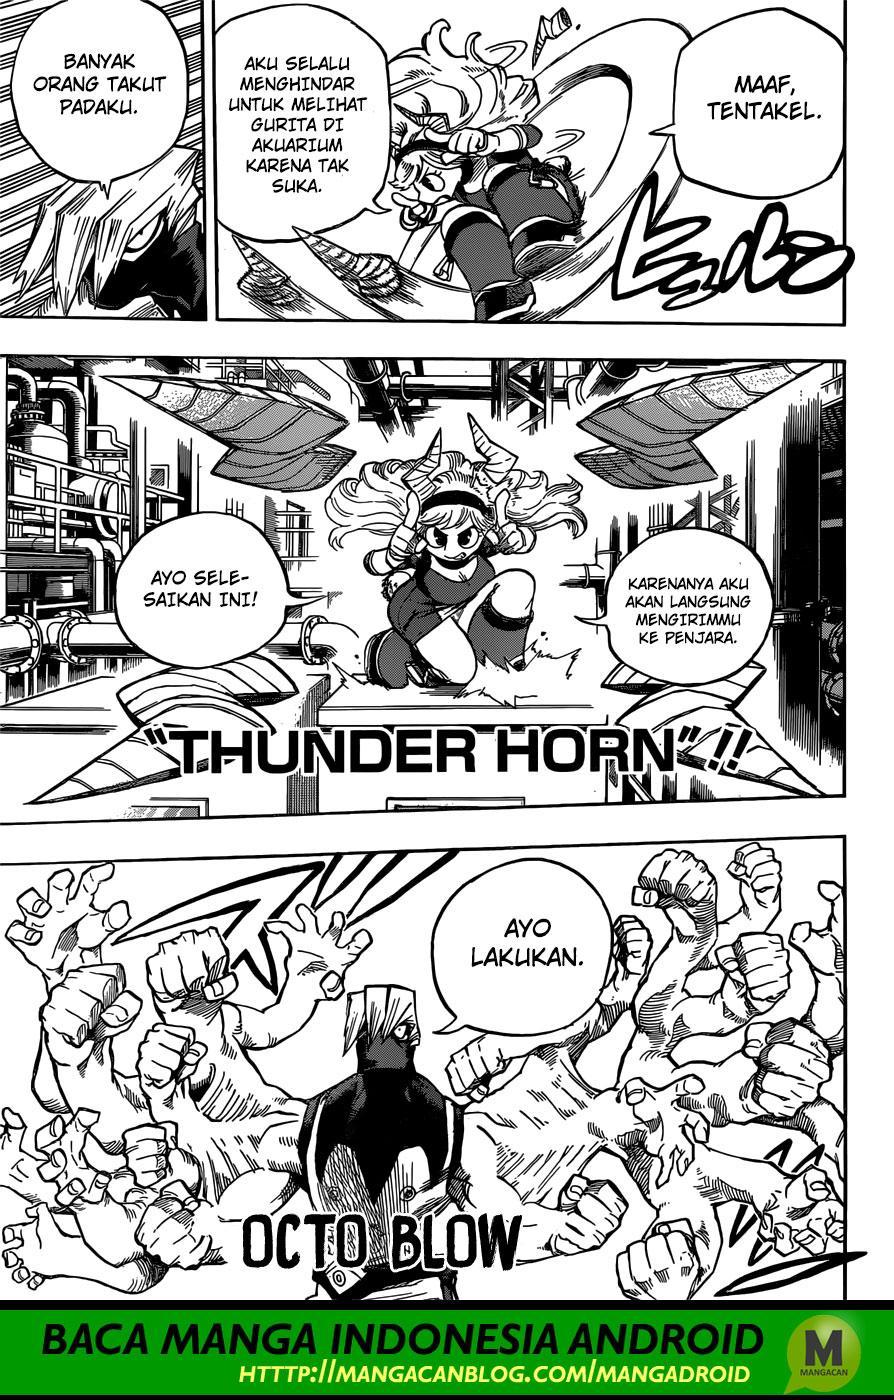 MAAF,
TENTAKEL.
AKU SELALU
MENGHINDAR
UNTUK MELIHAT
GURITA DI
AKUARIUM
KARENA TAK
SUKA.
BANYAK
ORANG TAKUT
PADAKU.
KARENANYA AKU
AKAN LANGSUNG
MENGIRIMMU
KE PENJARA.
AYO SELE-
SAIKAN INI!
"THUNDER HORN"!!
AYO
LAKUKAN.
OCTO BLOW
BACA MANGA INDONESIA ANDROID
HTTTP://MANGACANBLOG.COM/MANGADROID
M
MANGACAN